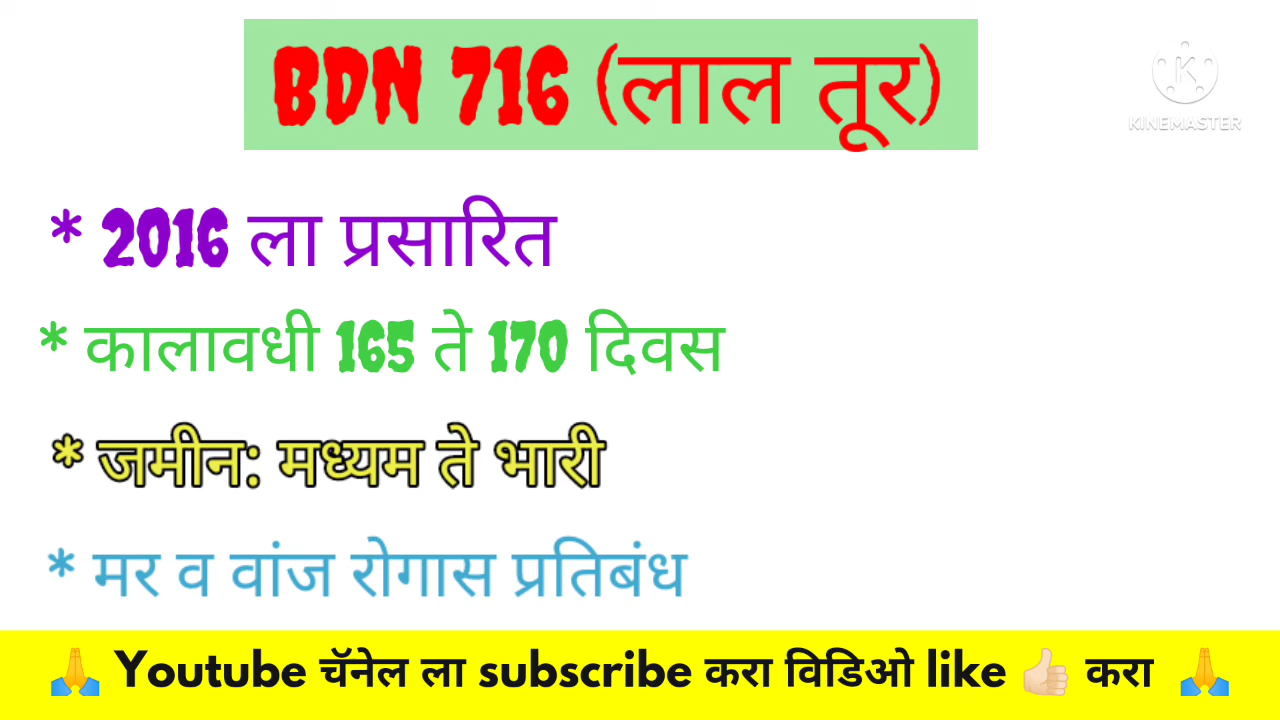 BDN 716 (लाल तूर)
KINEMASTER
* 2016 ला प्रसारित
* कालावधी 165 ते 170 दिवस
* जमीन: मध्यम ते भारी
* मर व वांज रोगास प्रतिबंध
🙏 Youtube चॅनेल ला subscribe करा विडिओ like 👍🏻 करा 🙏